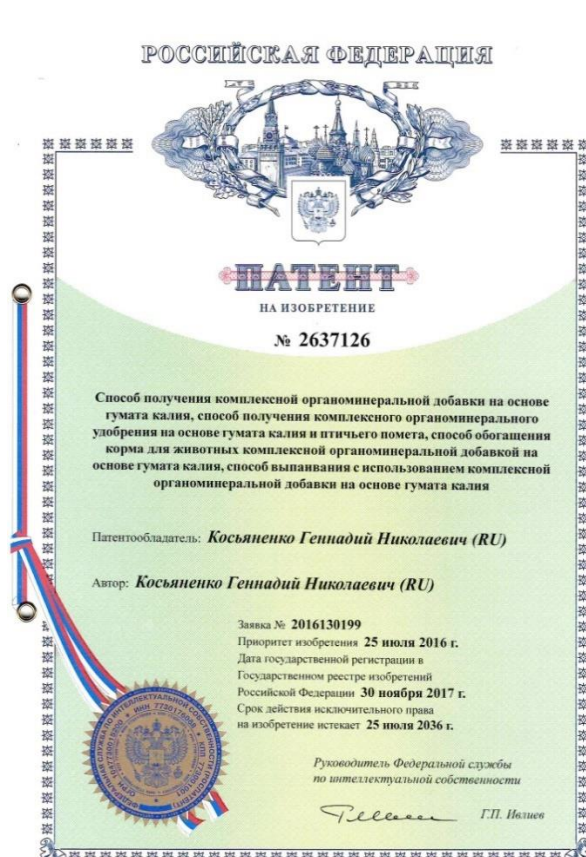 РОССИЙСКАЯ ФЕДЕРАЦИЯ
ПАТЕНТ
НА ИЗОБРЕТЕНИЕ
№ 2637126
Способ получения комплексной органоминеральной добавки на основе
гумата калия, способ получения комплексного органоминерального
удобрения на основе гумата калия и птичьего помета, способ обогащения
корма для животных комплексной органоминеральной добавкой на
основе гумата калия, способ выпаивания с использованием комплексной
органоминеральной добавки на основе гумата калия
Патентообладатель: Косьяненко Геннадий Николаевич (RU)
Автор: Косьяненко Геннадий Николаевич (RU)
Заявка № 2016130199
Приоритет изобретения 25 июля 2016 г.
Дата государственной регистрации в
Государственном реестре изобретений
Российской Федерации 30 ноября 2017 г.
Срок действия исключительного права
на изобретение истекает 25 июля 2036 г.
Руководитель Федеральной службы
по интеллектуальной собственности
Г.П. Ивлиев
ФЕДЕРАЛЬНАЯ СЛУЖБА ПО ИНТЕЛЛЕКТУАЛЬНОЙ СОБСТВЕННОСТИ